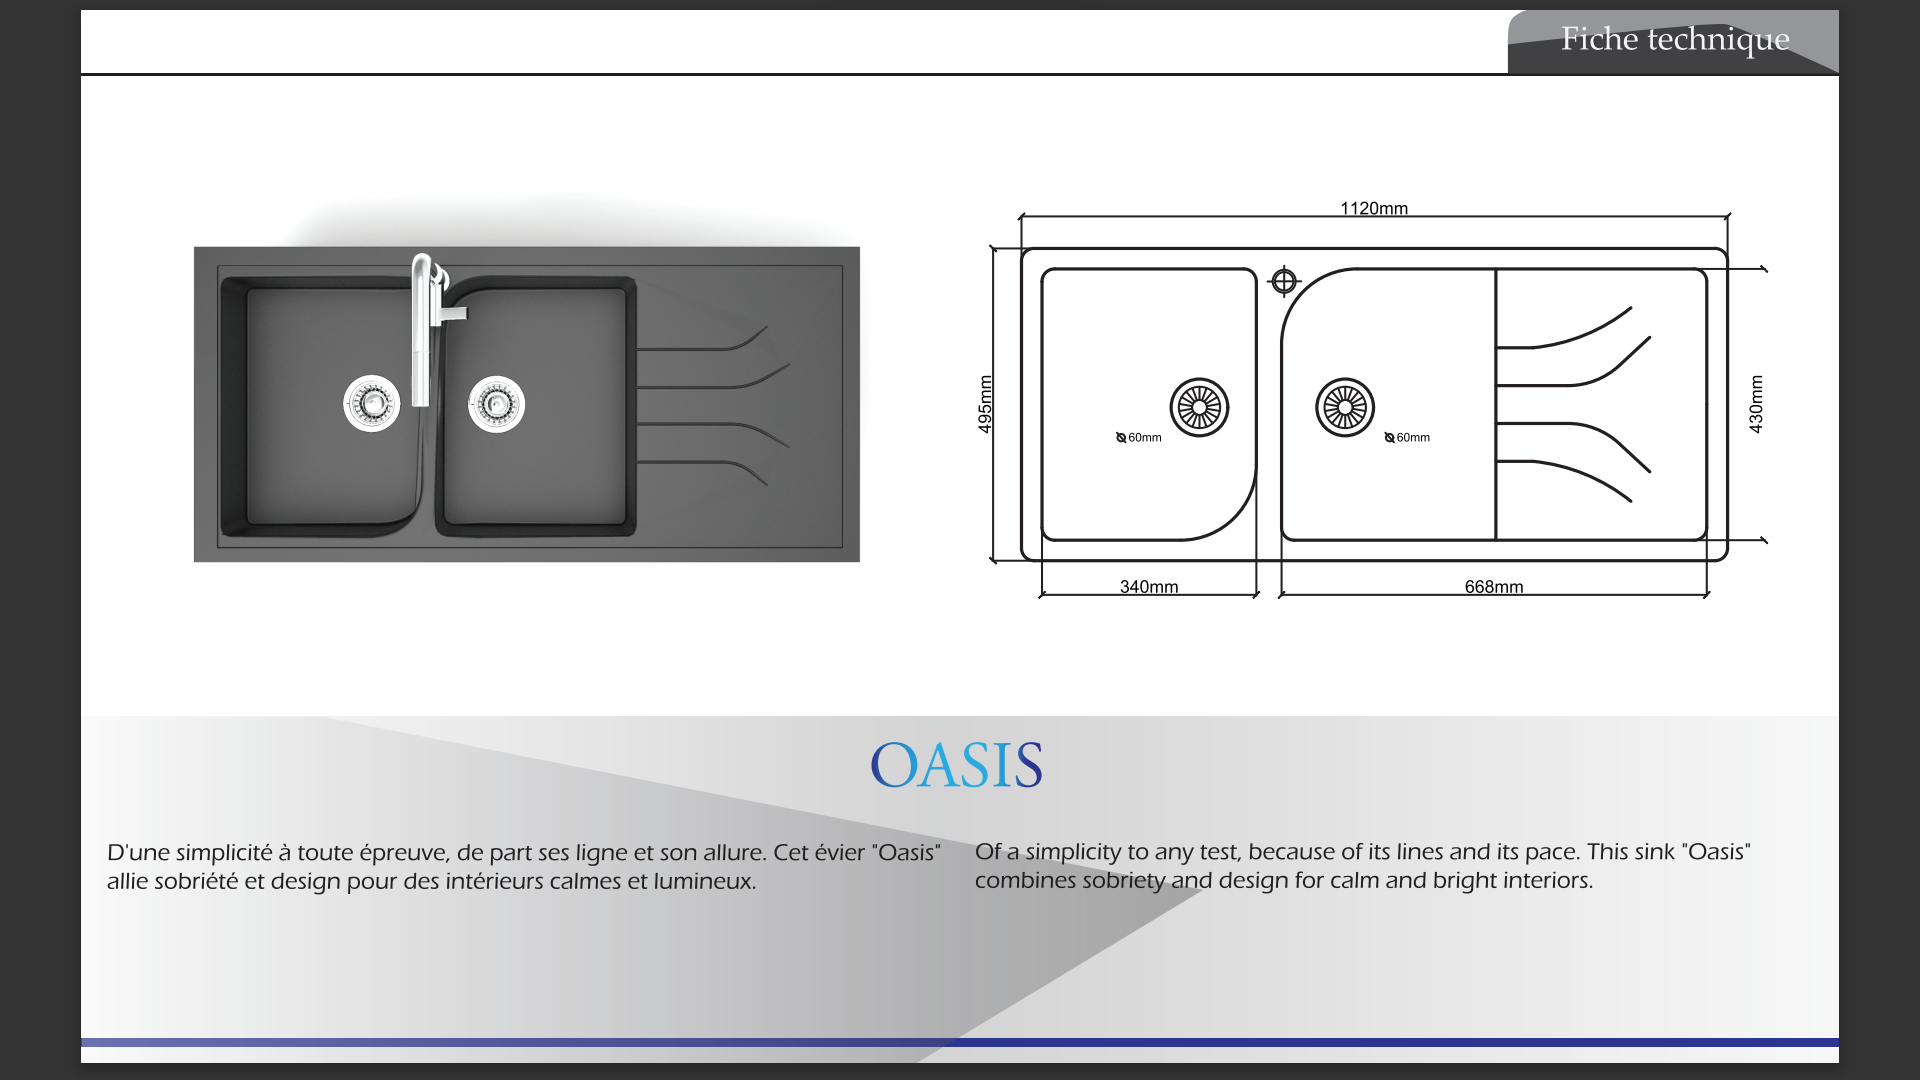 Fiche technique
1120mm
495mm
430mm
60mm
60mm
340mm
668mm
OASIS
D'une simplicité à toute épreuve, de part ses ligne et son allure. Cet évier "Oasis"
allie sobriété et design pour des intérieurs calmes et lumineux.
Of a simplicity to any test, because of its lines and its pace. This sink "Oasis"
combines sobriety and design for calm and bright interiors.